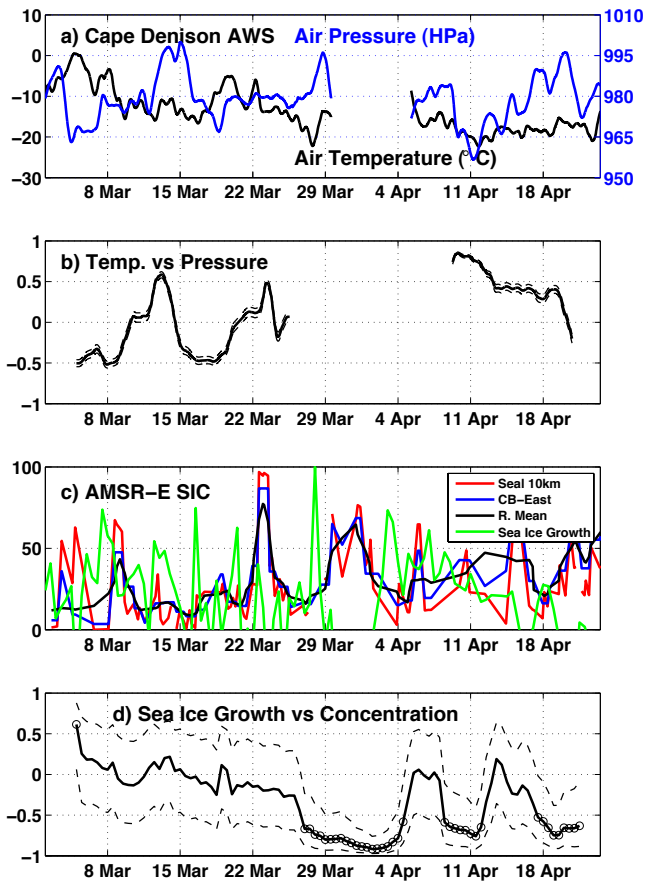 a) Cape Denison AWS
Air Pressure (HPa)
Air Temperature (° C)
10
0
−10
−20
−30
1010
995
980
965
950
8 Mar 15 Mar 22 Mar 29 Mar 4 Apr 11 Apr 18 Apr
b) Temp. vs Pressure
1
0.5
0
−0.5
−1
8 Mar 15 Mar 22 Mar 29 Mar 4 Apr 11 Apr 18 Apr
c) AMSR−E SIC
Seal 10km
CB−East
R. Mean
Sea Ice Growth
100
50
0
8 Mar 15 Mar 22 Mar 29 Mar 4 Apr 11 Apr 18 Apr
d) Sea Ice Growth vs Concentration
1
0.5
0
−0.5
−1
8 Mar 15 Mar 22 Mar 29 Mar 4 Apr 11 Apr 18 Apr